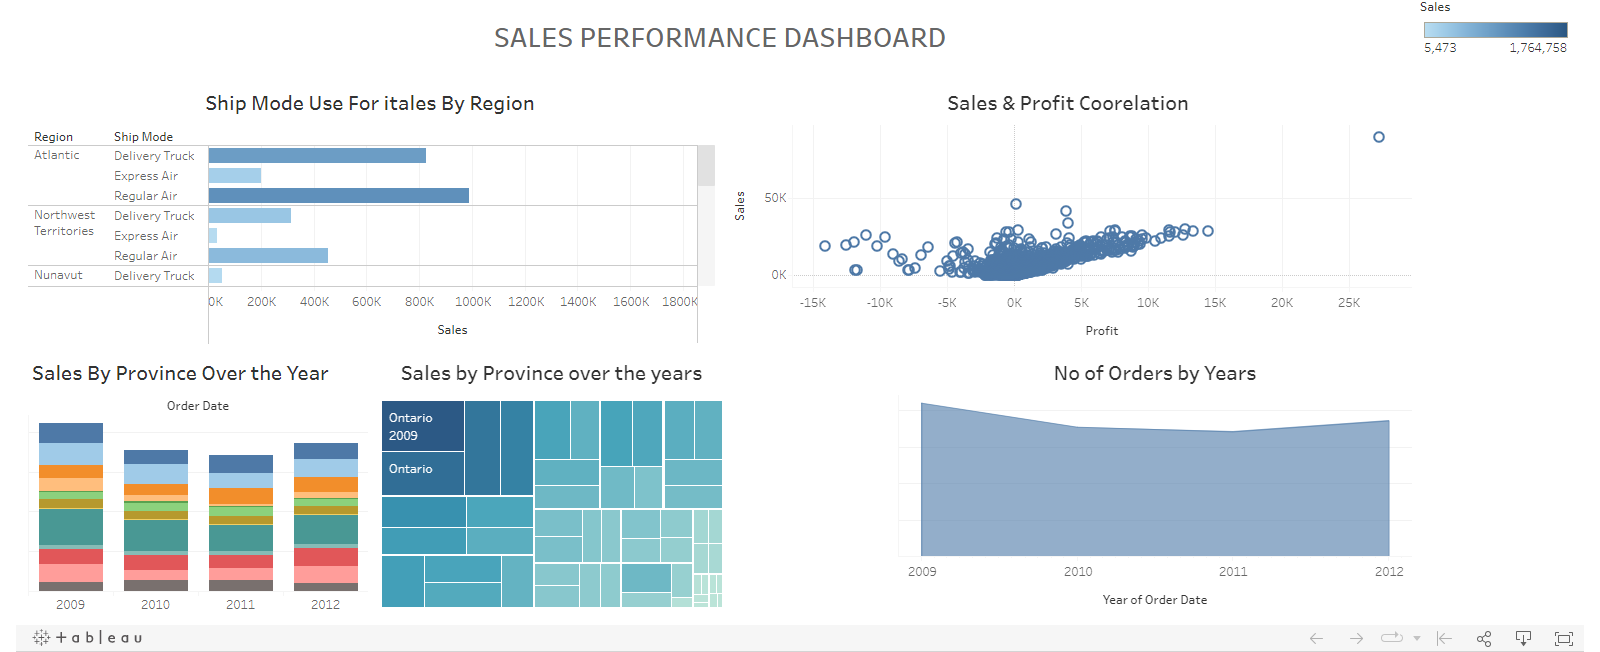 Sales
5,473 1,764,758
SALES PERFORMANCE DASHBOARD
Ship Mode Use For itales By Region
Region Ship Mode
Atlantic Delivery Truck
Express Air
Regular Air
Northwest Territories Delivery Truck
Express Air
Regular Air
Nunavut Delivery Truck
0K 200K 400K 600K 800K 1000K 1200K 1400K 1600K 1800K
Sales
Sales & Profit Coorelation
Sales
50K
0K
-15K -10K -5K 0K 5K 10K 15K 20K 25K
Profit
Sales By Province Over the Year
Order Date
2009 2010 2011 2012
Sales by Province over the years
Ontario
2009
Ontario
No of Orders by Years
2009 2010 2011 2012
Year of Order Date
+ableau